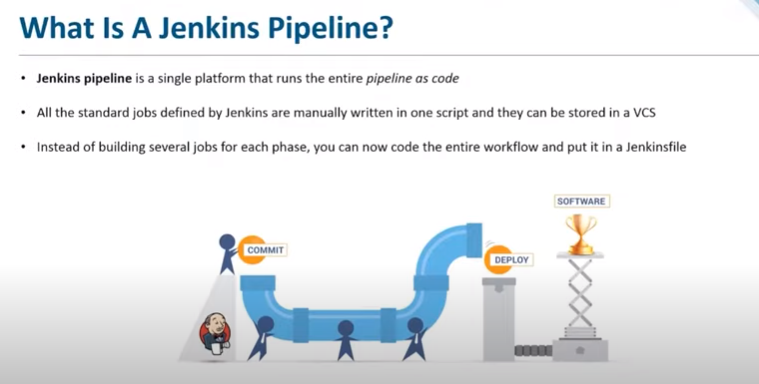 What Is A Jenkins Pipeline?
• Jenkins pipeline is a single platform that runs the entire pipeline as code
• All the standard jobs defined by Jenkins are manually written in one script and they can be stored in a VCS
• Instead of building several jobs for each phase, you can now code the entire workflow and put it in a Jenkinsfile
SOFTWARE
COMMIT
DEPLOY